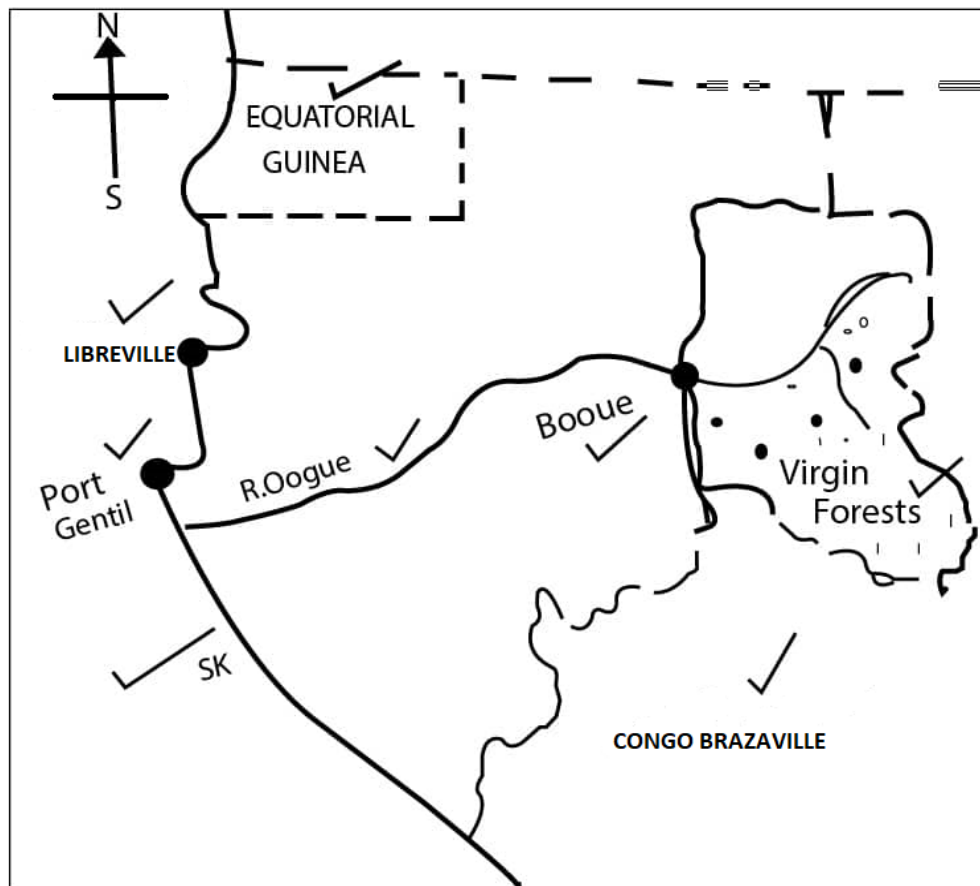 N
S
EQUATORIAL
GUINEA
LIBREVILLE
Port
Gentil
R.Oogue
Booue
Virgin
Forests
SK
CONGO BRAZAVILLE